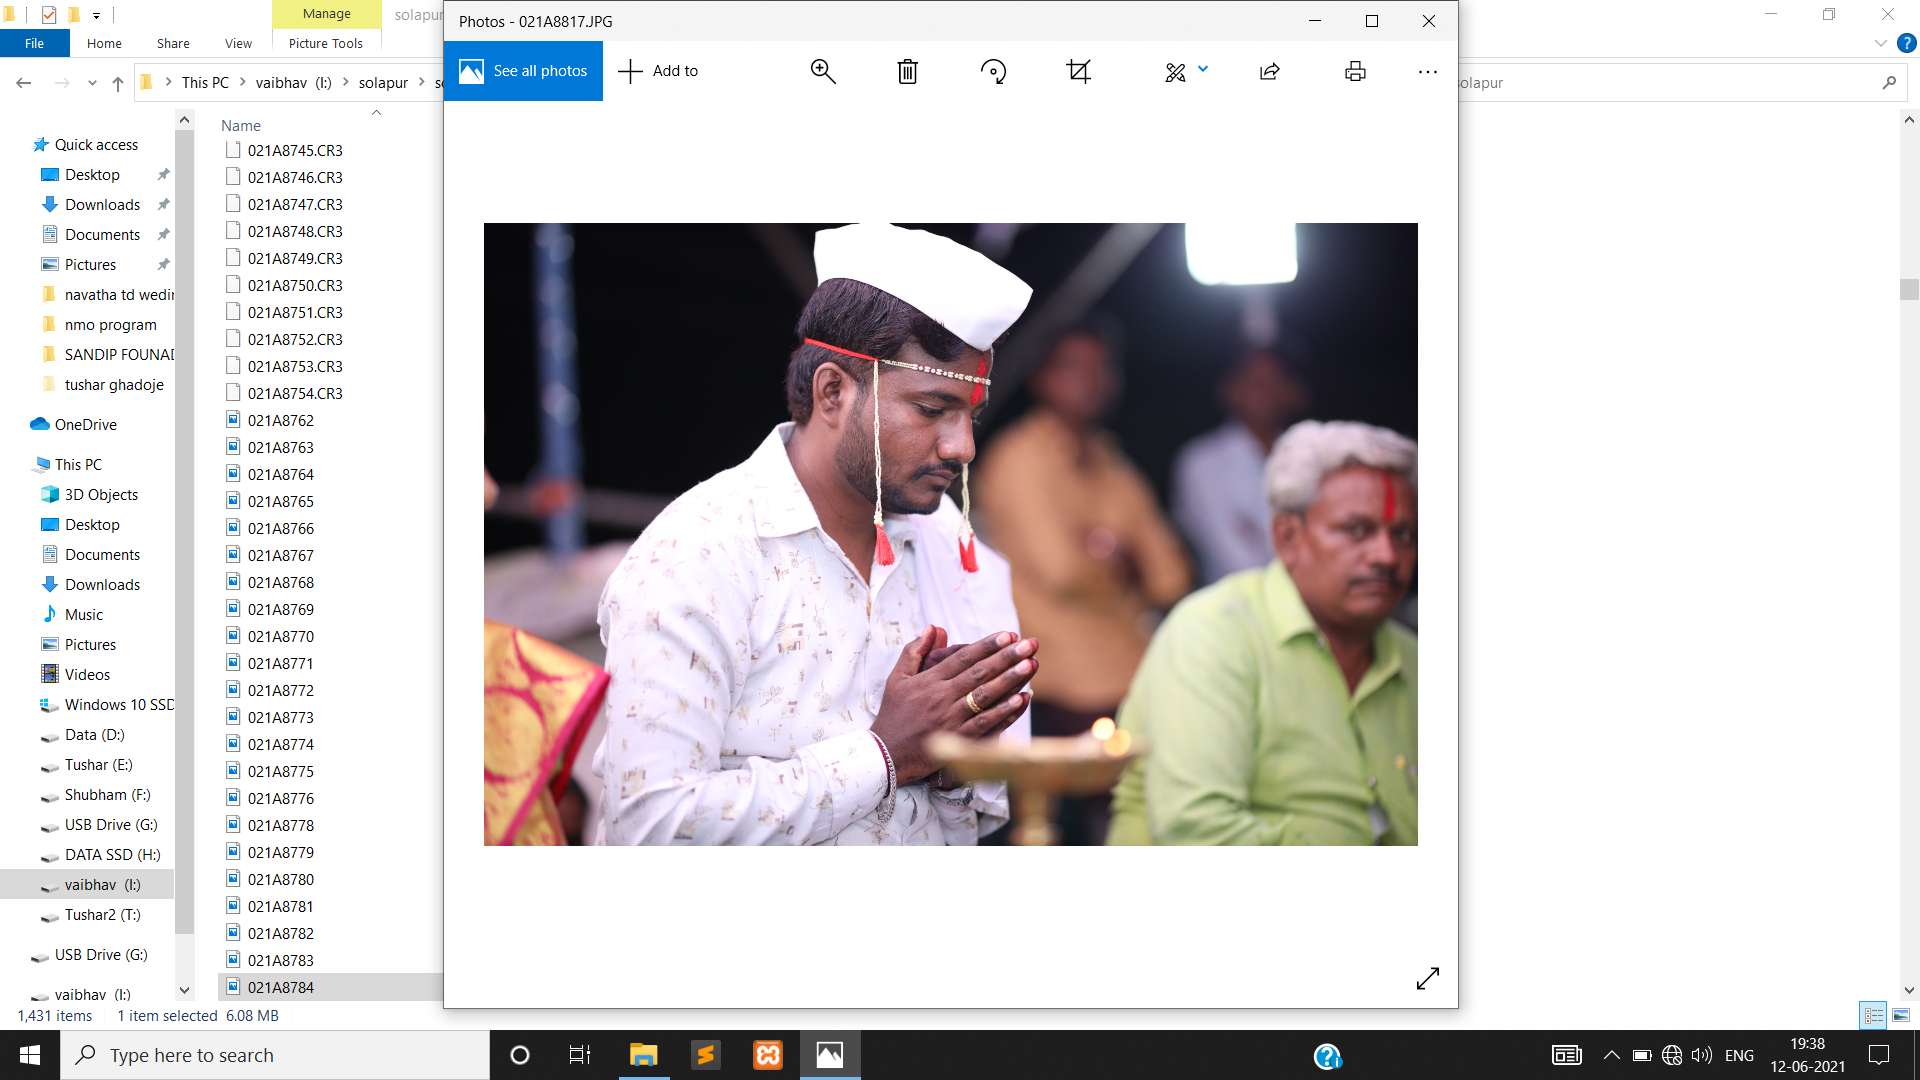 Manage
solapur
Photos - 021A8817.JPG
File
Home
Share
View
Picture Tools
See all photos
Add to
This PC
vaibhav (I:)
solapur
solapur
Name
Quick access
Desktop
Downloads
Documents
Pictures
navatha td wedin
nmo program
SANDIP FOUNAD
tushar ghadoje
OneDrive
This PC
3D Objects
Desktop
Documents
Downloads
Music
Pictures
Videos
Windows 10 SSD
Data (D:)
Tushar (E:)
Shubham (F:)
USB Drive (G:)
DATA SSD (H:)
vaibhav (I:)
Tushar2 (T:)
USB Drive (G:)
vaibhav (I:)
021A8745.CR3
021A8746.CR3
021A8747.CR3
021A8748.CR3
021A8749.CR3
021A8750.CR3
021A8751.CR3
021A8752.CR3
021A8753.CR3
021A8754.CR3
021A8762
021A8763
021A8764
021A8765
021A8766
021A8767
021A8768
021A8769
021A8770
021A8771
021A8772
021A8773
021A8774
021A8775
021A8776
021A8778
021A8779
021A8780
021A8781
021A8782
021A8783
021A8784
1,431 items 1 item selected 6.08 MB
Type here to search
ENG
19:38
12-06-2021